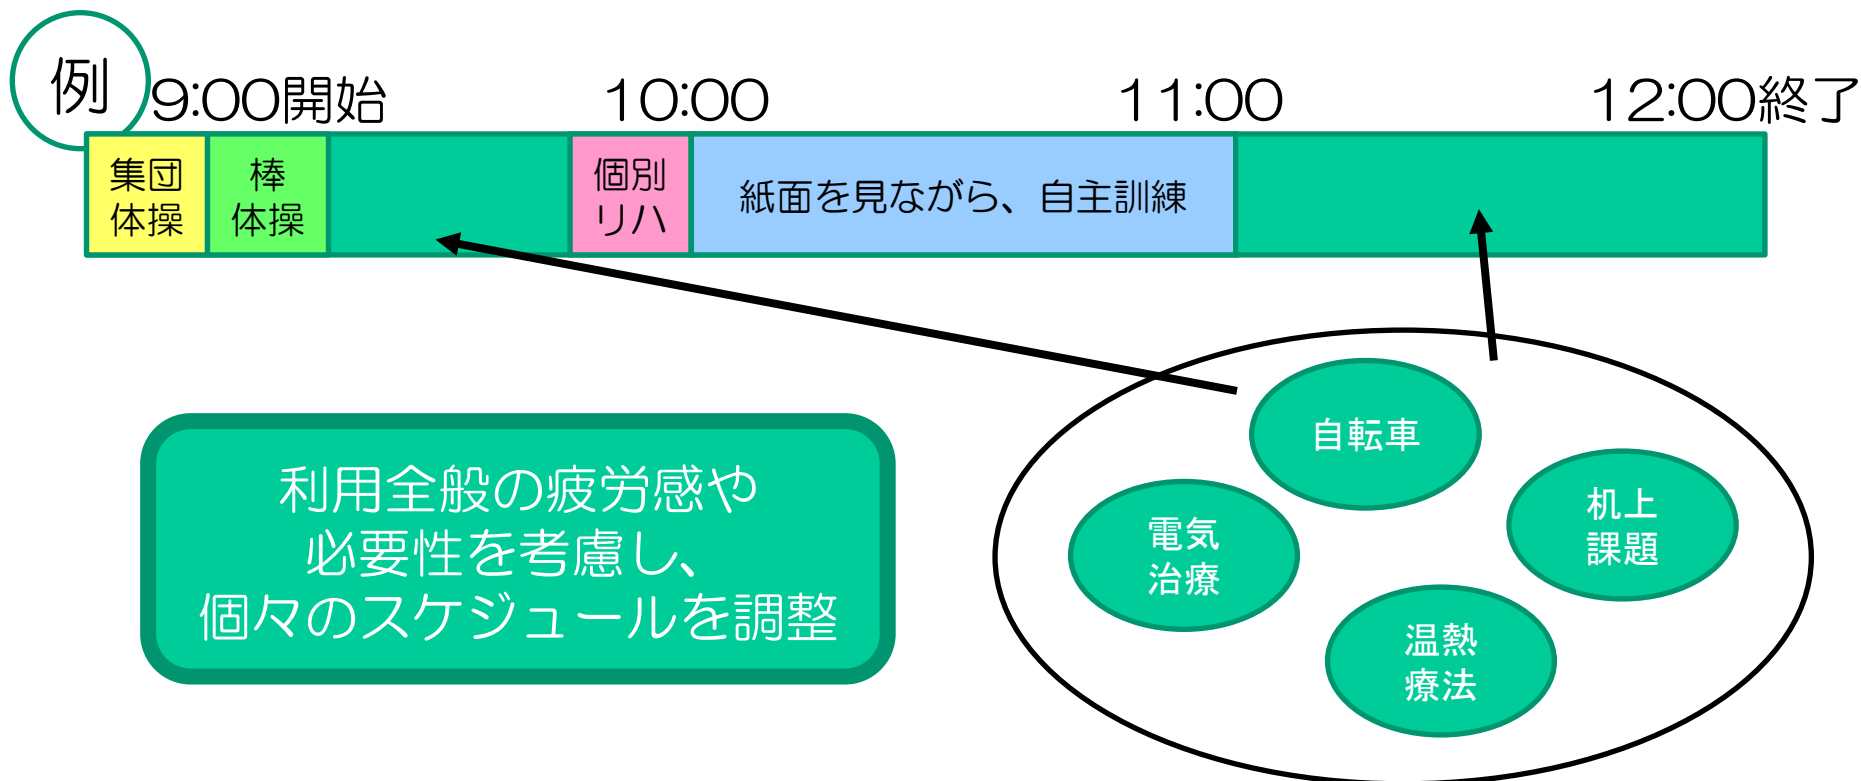 例
9:00開始
10:00
11:00
12:00終了
集団
体操
棒
体操
個別
リハ
紙面を見ながら、自主訓練
利用全般の疲労感や
必要性を考慮し、
個々のスケジュールを調整
自転車
電気
治療
机上
課題
温熱
療法